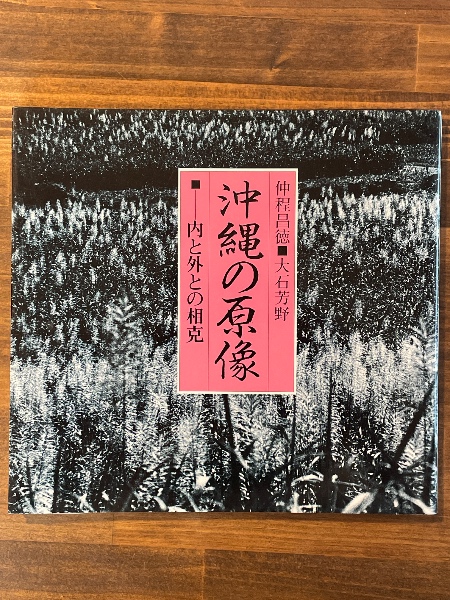 仲程昌徳■大石芳野
沖縄の原像
■――内と外との相克